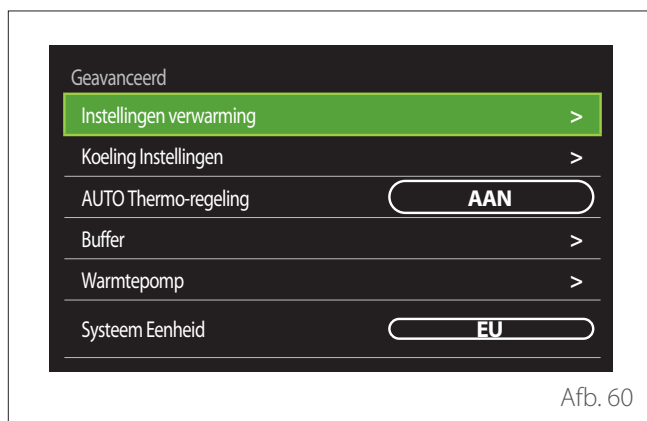 Geavanceerd
Instellingen verwarming >
Koeling Instellingen >
AUTO Thermo-regeling AAN
Buffer >
Warmtepomp >
Systeem Eenheid EU
Afb. 60